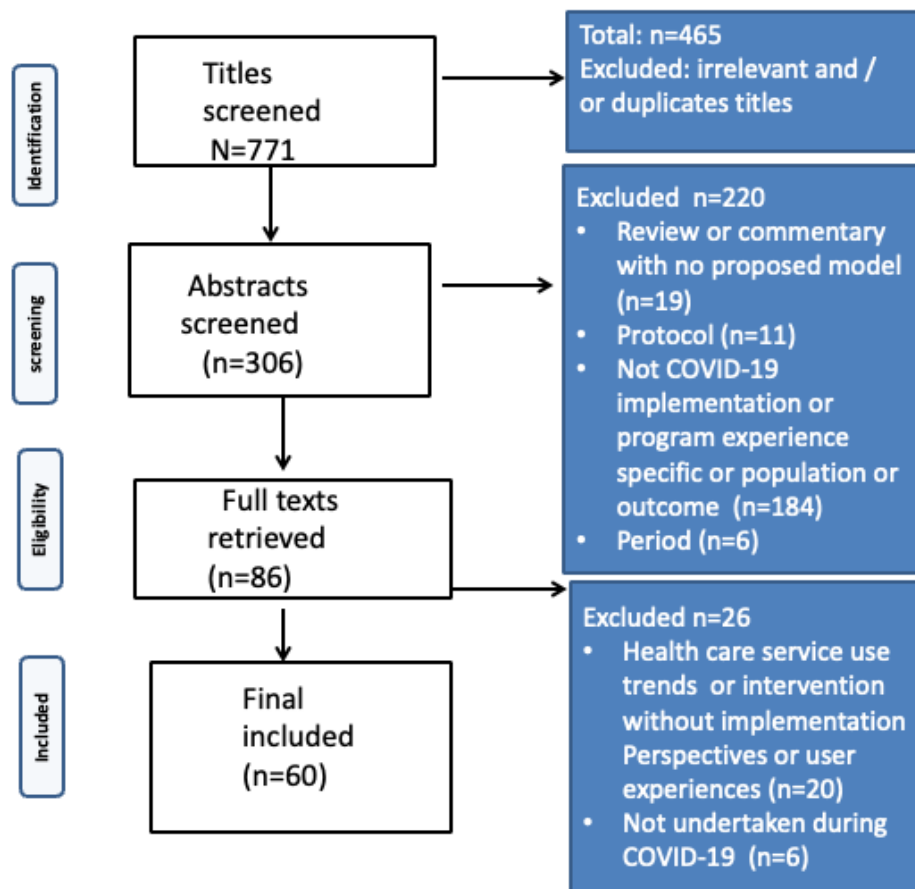 Identification
Titles
screened
N=771
Total: n=465
Excluded: irrelevant and /
or duplicates titles
screening
Abstracts
screened
(n=306)
Excluded n=220
• Review or commentary
with no proposed model
(n=19)
• Protocol (n=11)
• Not COVID-19
implementation or
program experience
specific or population or
outcome (n=184)
• Period (n=6)
Eligibility
Full texts
retrieved
(n=86)
Excluded n=26
• Health care service use
trends or intervention
without implementation
Perspectives or user
experiences (n=20)
• Not undertaken during
COVID-19 (n=6)
Included
Final
included
(n=60)